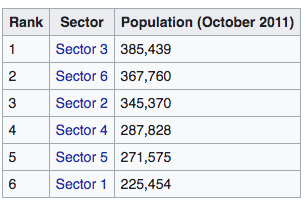 Rank Sector Population (October 2011)
1 Sector 3 385,439
2 Sector 6 367,760
3 Sector 2 345,370
4 Sector 4 287,828
5 Sector 5 271,575
6 Sector 1 225,454